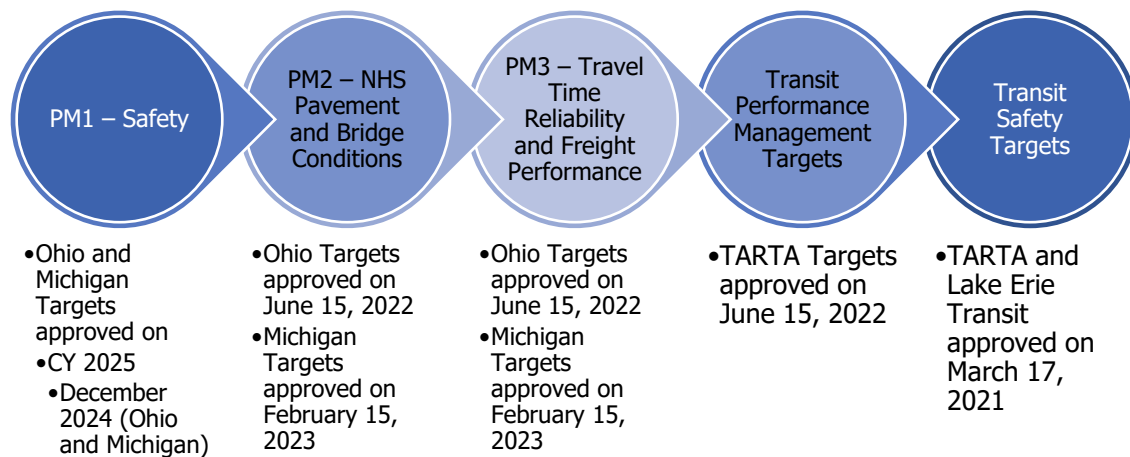 PM1 – Safety
PM2 – NHS
Pavement
and Bridge
Conditions
PM3 – Travel
Time
Reliability
and Freight
Performance
Transit
Performance
Management
Targets
Transit
Safety
Targets
•Ohio and
Michigan
Targets
approved on
•CY 2025
•December
2024 (Ohio
and Michigan)
•Ohio Targets
approved on
June 15, 2022
•Michigan
Targets
approved on
February 15,
2023
•Ohio Targets
approved on
June 15, 2022
•Michigan
Targets
approved on
February 15,
2023
•TARTA Targets
approved on
June 15, 2022
•TARTA and
Lake Erie
Transit
approved on
March 17,
2021